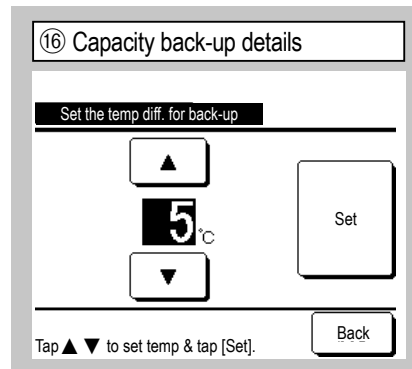 ⑯ Capacity back-up details
Set the temp diff. for back-up
▲
5°C
Set
▼
Back
Tap ▲ ▼ to set temp & tap [Set].